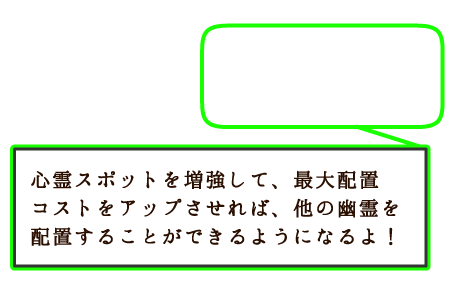 心霊スポットを増強して、最大配置
コストをアップさせれば、他の幽霊を
配置することができるようになるよ！